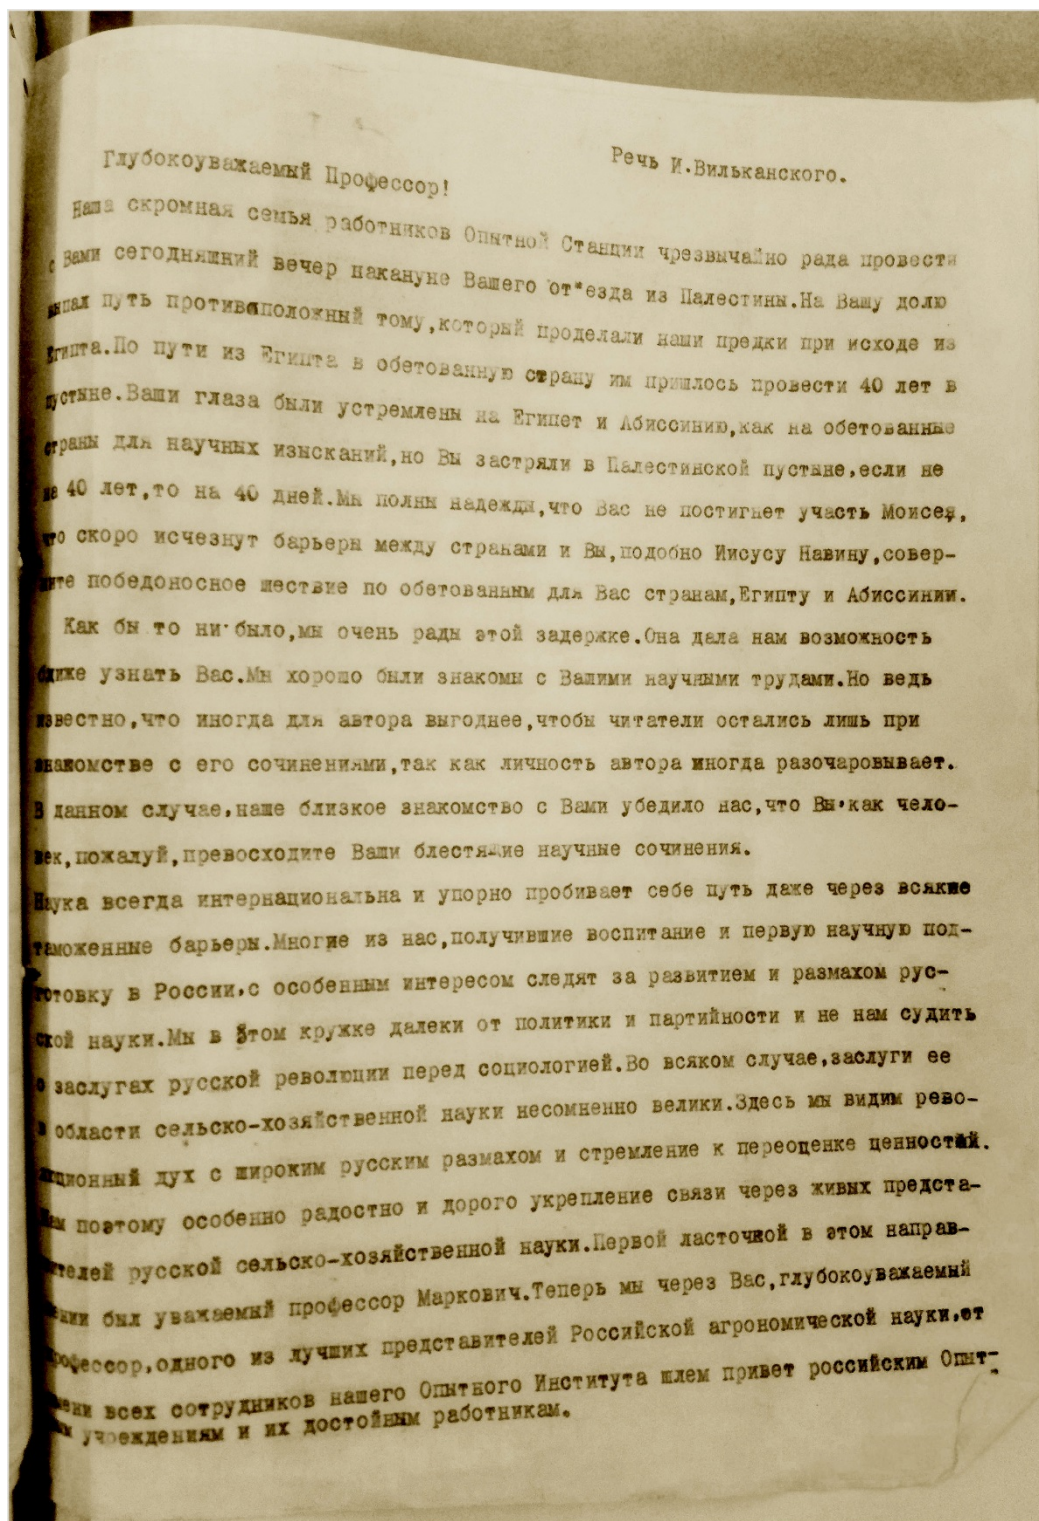 Речь И.Вильканского.
Глубокоуважаемый Профессор!
Наша скромная семья работников Опытной Станции чрезвычайно рада провести
с Вами сегодняшний вечер накануне Вашего от"езда из Палестины.На Вашу долю
выпал путь противоположный тому,который проделали наши предки при исходе из
Египта.По пути из Египта в обетованную страну им пришлось провести 40 лет в
пустыне.Ваши глаза были устремлены на Египет и Абиссинию,как на обетованные
страны для научных изысканий,но Вы застряли в Палестинской пустыне,если не
на 40 лет,то на 40 дней.Мы полны надежды,что Вас не постигнет участь Моисея,
что скоро исчезнут барьеры между странами и Вы,подобно Иисусу Навину,совер-
шите победоносное шествие по обетованным для Вас странам,Египту и Абиссинии.
Как бы то ни было,мы очень рады этой задержке.Она дала нам возможность
ближе узнать Вас.Мы хорошо были знакомы с Вашими научными трудами.Но ведь
известно,что иногда для автора выгоднее,чтобы читатели остались лишь при
знакомстве с его сочинениями,так как личность автора иногда разочаровывает.
В данном случае,наше близкое знакомство с Вами убедило нас,что Вы,как чело-
век,пожалуй,превосходите Ваши блестящие научные сочинения.
Наука всегда интернациональна и упорно пробивает себе путь даже через всякие
таможенные барьеры.Многие из нас,получившие воспитание и первую научную под-
готовку в России,с особенным интересом следят за развитием и размахом рус-
ской науки.Мы в этом кружке далеки от политики и партийности и не нам судить
о заслугах русской революции перед социологией.Во всяком случае,заслуги ее
в области сельско-хозяйственной науки несомненно велики.Здесь мы видим рево-
люционный дух с широким русским размахом и стремление к переоценке ценностей.
Нам поэтому особенно радостно и дорого укрепление связи через живых предста-
вителей русской сельско-хозяйственной науки.Первой ласточкой в этом направ-
лении был уважаемый профессор Маркович.Теперь мы через Вас,глубокоуважаемый
профессор,одного из лучших представителей Российской агрономической науки,от
имени всех сотрудников нашего Опытного Института шлем привет российским Опыт-
ным учреждениям и их достойным работникам.